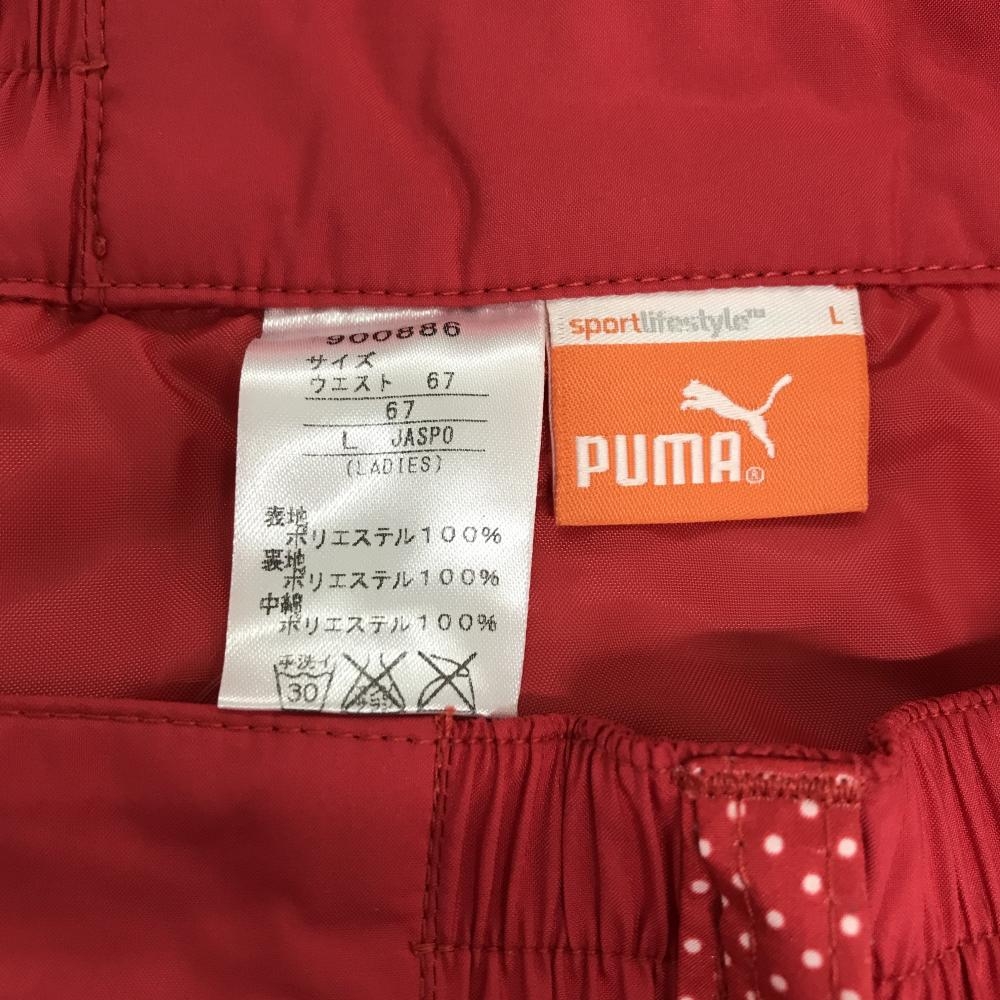 900886
サイズ
ウエスト 67
67
L JASPO
(LADIES)
表地
ポリエステル100%
裏地
ポリエステル100%
中綿
ポリエステル100%
手洗イ
30
sportlifestyle™ L
PUMA®